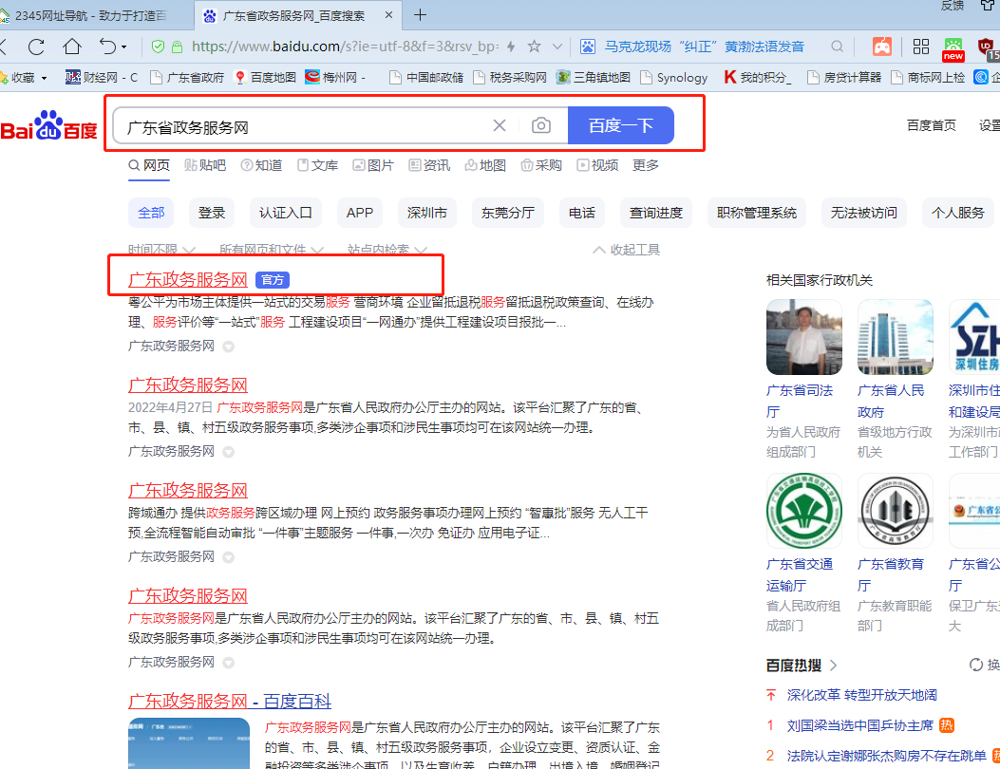 2345网址导航 - 致力于打造百
广东省政务服务网_百度搜索
反馈
https://www.baidu.com/s?ie=utf-8&f=3&rsv_bp=
马克龙现场“纠正”黄渤法语发音
new
15
收藏
财经网 - C
广东省政府
百度地图
梅州网 -
中国邮政储
税务采购网
三角镇地图
Synology
我的积分_
房贷计算器
商标网上检
企
Bai du 百度
广东省政务服务网
百度一下
百度首页
设置
网页
贴吧
知道
文库
图片
资讯
地图
采购
视频
更多
全部
登录
认证入口
APP
深圳市
东莞分厅
电话
查询进度
职称管理系统
无法被访问
个人服务
时间不限
所有网页和文件
站点内检索
收起工具
广东政务服务网 官方
粤公平为市场主体提供一站式的交易服务 营商环境 企业留抵退税服务留抵退税政策查询、在线办
理、服务评价等“一站式”服务 工程建设项目“一网通办”提供工程建设项目报批一...
广东政务服务网
广东政务服务网
2022年4月27日 广东政务服务网是广东省人民政府办公厅主办的网站。该平台汇聚了广东的省、
市、县、镇、村五级政务服务事项,多类涉企事项和涉民生事项均可在该网站统一办理。
广东政务服务网
广东政务服务网
跨域通办 提供政务服务跨区域办理 网上预约 政务服务事项办理网上预约 “智惠批”服务 无人工干
预,全流程智能自动审批 “一件事”主题服务 一件事,一次办 免证办 应用电子证...
广东政务服务网
广东政务服务网
广东政务服务网是广东省人民政府办公厅主办的网站。该平台汇聚了广东的省、市、县、镇、村五
级政务服务事项,多类涉企事项和涉民生事项均可在该网站统一办理。
广东政务服务网
广东政务服务网 - 百度百科
广东政务服务网是广东省人民政府办公厅主办的网站。该平台汇聚了广东
的省、市、县、镇、村五级政务服务事项，企业设立变更、资质认证、金
融投资等多类涉企事项，以及生育收养、户籍办理、出境入境、婚姻登记
相关国家行政机关
SZH
深圳住房
广东省司法
厅
为省人民政府
组成部门
广东省人民
政府
省级地方行政
机关
深圳市住
和建设局
为深圳市政
工作部门
广东省公
广东省交通
运输厅
省人民政府组
成部门
广东省教育
厅
广东教育职能
部门
广东省公
厅
保卫广东
大
百度热搜
换
深化改革 转型开放天地阔
1 刘国梁当选中国乒协主席 热
2 法院认定谢娜张杰购房不存在跳单 热